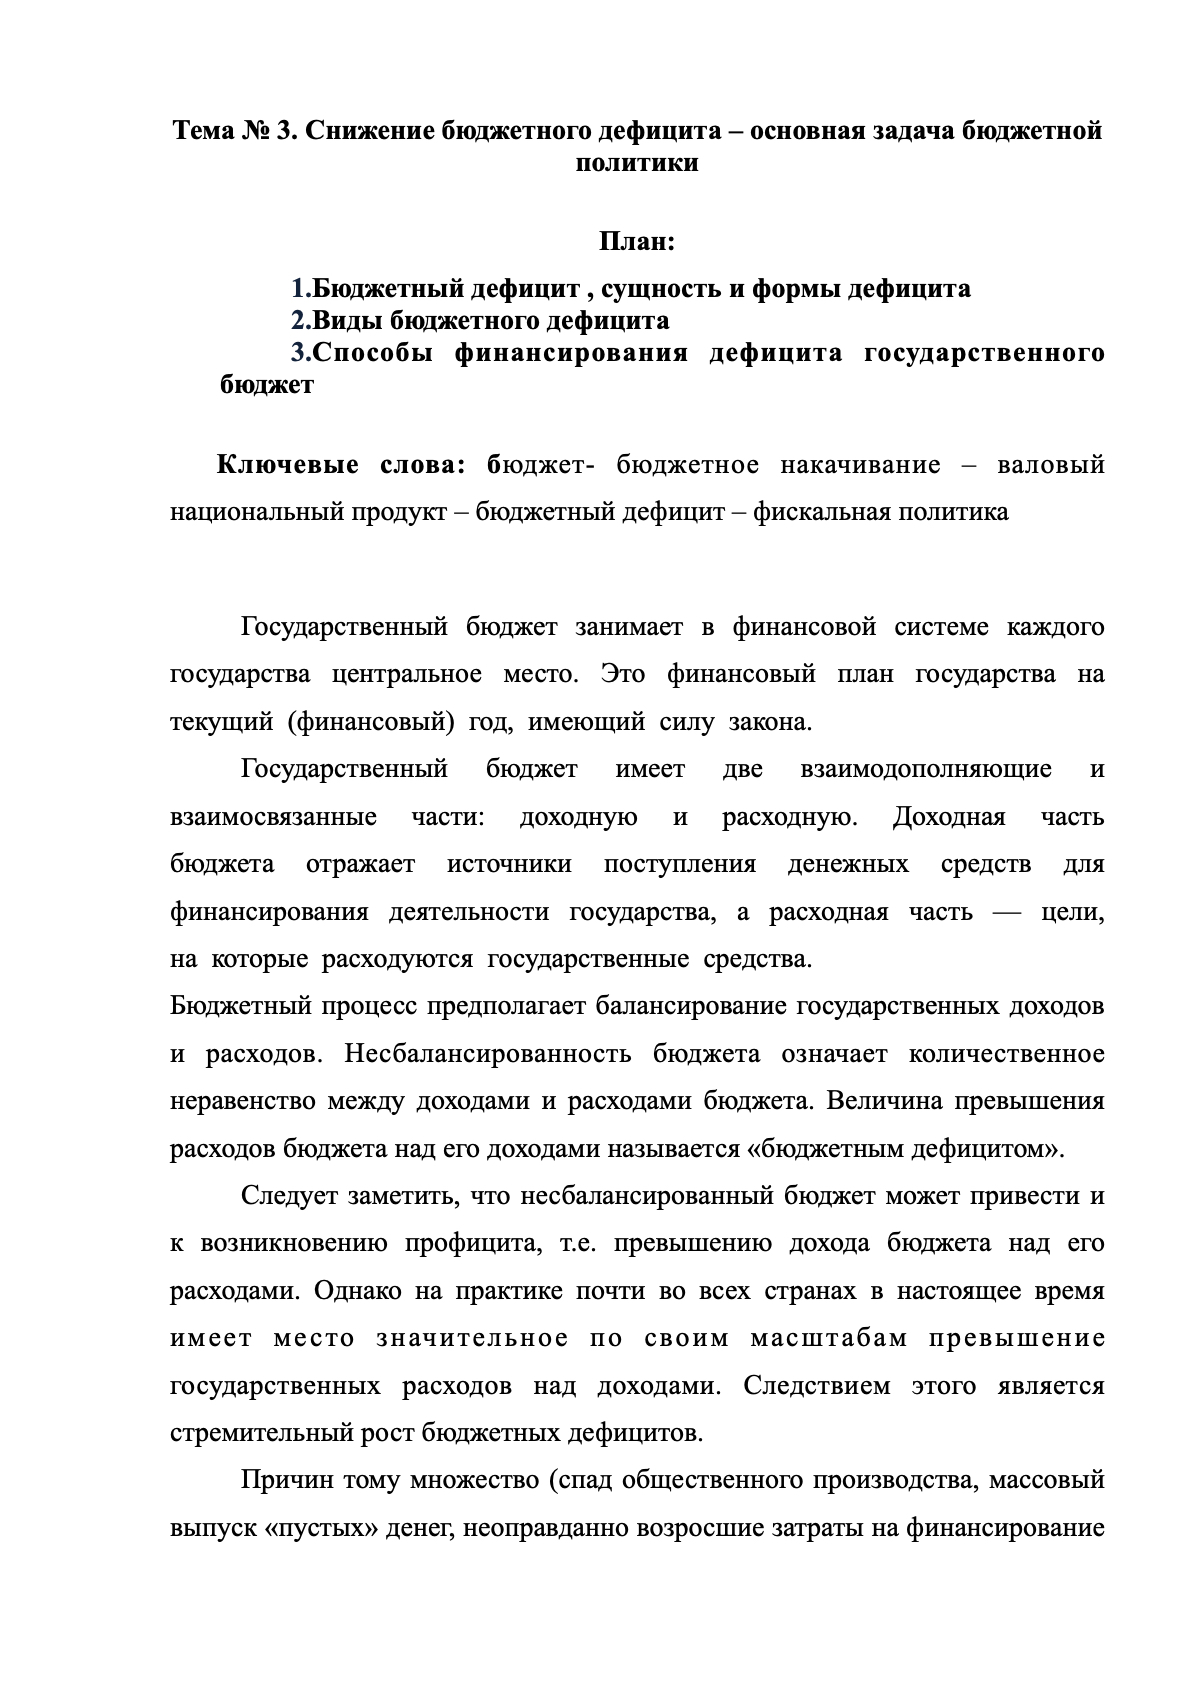 Тема № 3. Снижение бюджетного дефицита – основная задача бюджетной
политики
План:
1.Бюджетный дефицит , сущность и формы дефицита
2.Виды бюджетного дефицита
3.Способы финансирования дефицита государственного
бюджет
Ключевые слова: бюджет- бюджетное накачивание – валовый
национальный продукт – бюджетный дефицит – фискальная политика
Государственный бюджет занимает в финансовой системе каждого
государства центральное место. Это финансовый план государства на
текущий (финансовый) год, имеющий силу закона.
Государственный бюджет имеет две взаимодополняющие и
взаимосвязанные части: доходную и расходную. Доходная часть
бюджета отражает источники поступления денежных средств для
финансирования деятельности государства, а расходная часть — цели,
на которые расходуются государственные средства.
Бюджетный процесс предполагает балансирование государственных доходов
и расходов. Несбалансированность бюджета означает количественное
неравенство между доходами и расходами бюджета. Величина превышения
расходов бюджета над его доходами называется «бюджетным дефицитом».
Следует заметить, что несбалансированный бюджет может привести и
к возникновению профицита, т.е. превышению дохода бюджета над его
расходами. Однако на практике почти во всех странах в настоящее время
имеет место значительное по своим масштабам превышение
государственных расходов над доходами. Следствием этого является
стремительный рост бюджетных дефицитов.
Причин тому множество (спад общественного производства, массовый
выпуск «пустых» денег, неоправданно возросшие затраты на финансирование